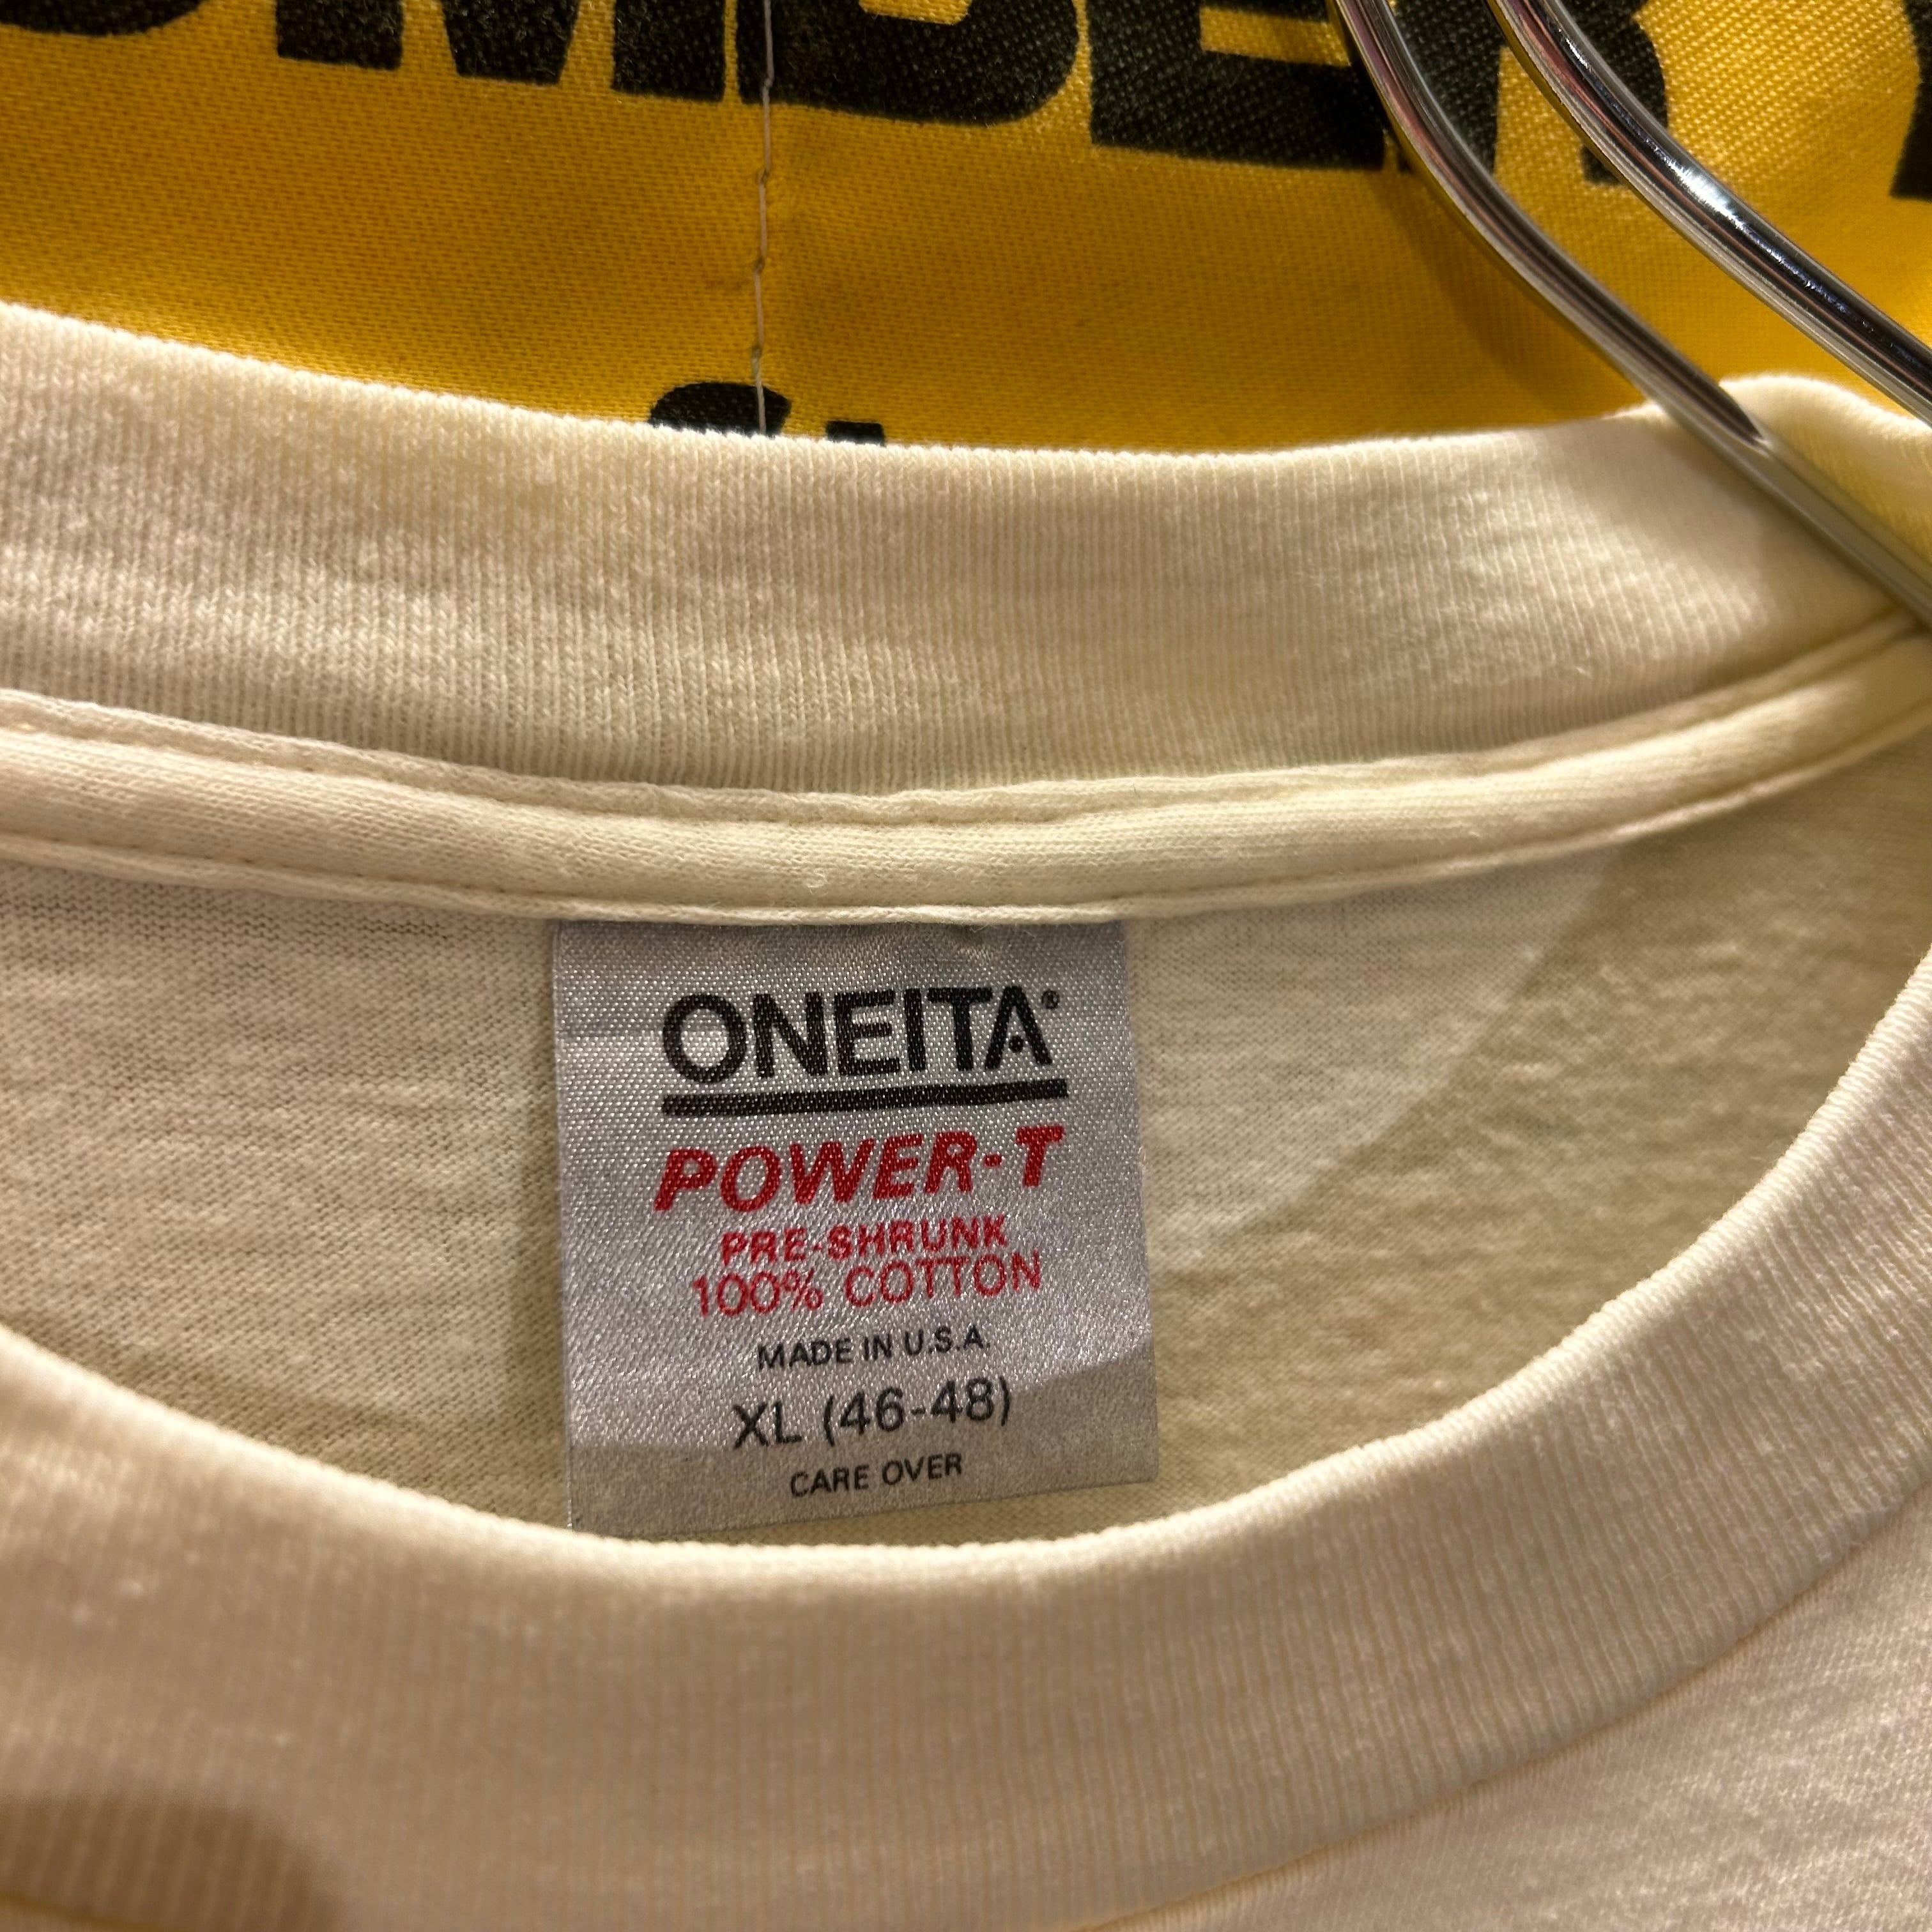 ONEITA®
POWER-T
PRE-SHRUNK
100% COTTON
MADE IN U.S.A.
XL (46-48)
CARE OVER